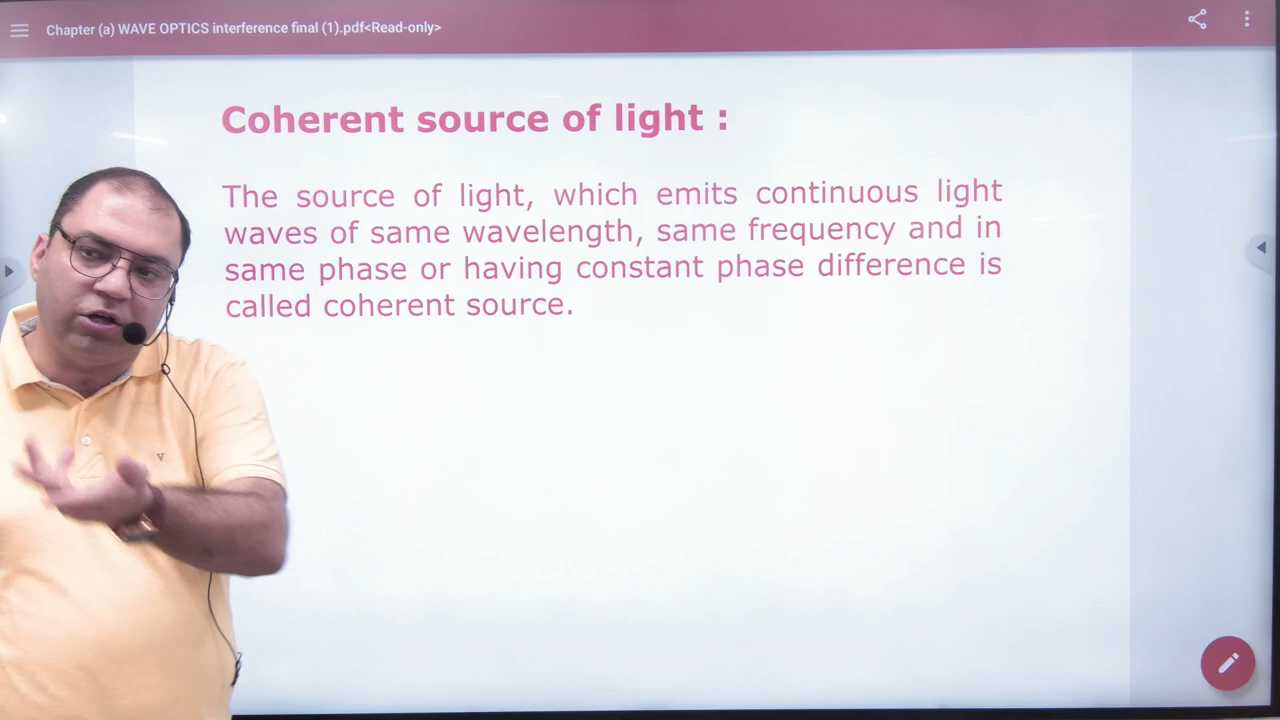 Chapter (a) WAVE OPTICS interference final (1).pdf<Read-only>
Coherent source of light :
The source of light, which emits continuous light
waves of same wavelength, same frequency and in
same phase or having constant phase difference is
called coherent source.